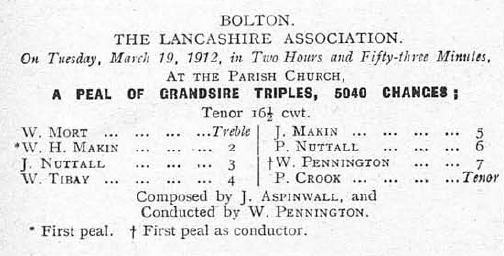 BOLTON.
THE LANCASHIRE ASSOCIATION.
On Tuesday, March 19, 1912, in Two Hours and Fifty-three Minutes,
AT THE PARISH CHURCH,
A PEAL OF GRANDSIRE TRIPLES, 5040 CHANGES;
Tenor 16½ cwt.
W. MORT ... ... ... ...Treble
*W. H. MAKIN ... ... ... 2
J. NUTTALL ... ... ... 3
W. TIBAY ... ... ... ... 4
J. MAKIN ... ... ... ... 5
P. NUTTALL ... ... ... 6
†W. PENNINGTON ... ... 7
P. CROOK ... ... ... ...Tenor
Composed by J. ASPINWALL, and
Conducted by W. PENNINGTON.
* First peal. † First peal as conductor.